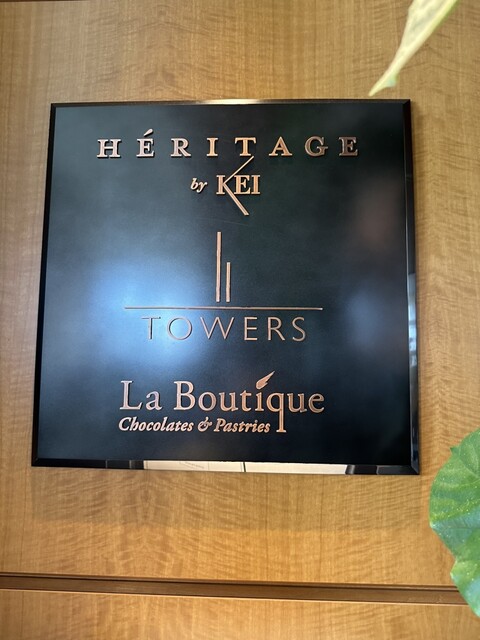 HÉRITAGE
by KEI
TOWERS
La Boutique
Chocolates & Pastries